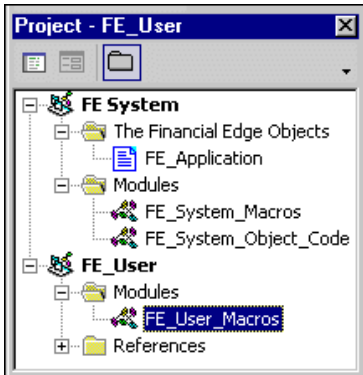 Project - FE_User
FE System
The Financial Edge Objects
FE_Application
Modules
FE_System_Macros
FE_System_Object_Code
FE_User
Modules
FE_User_Macros
References